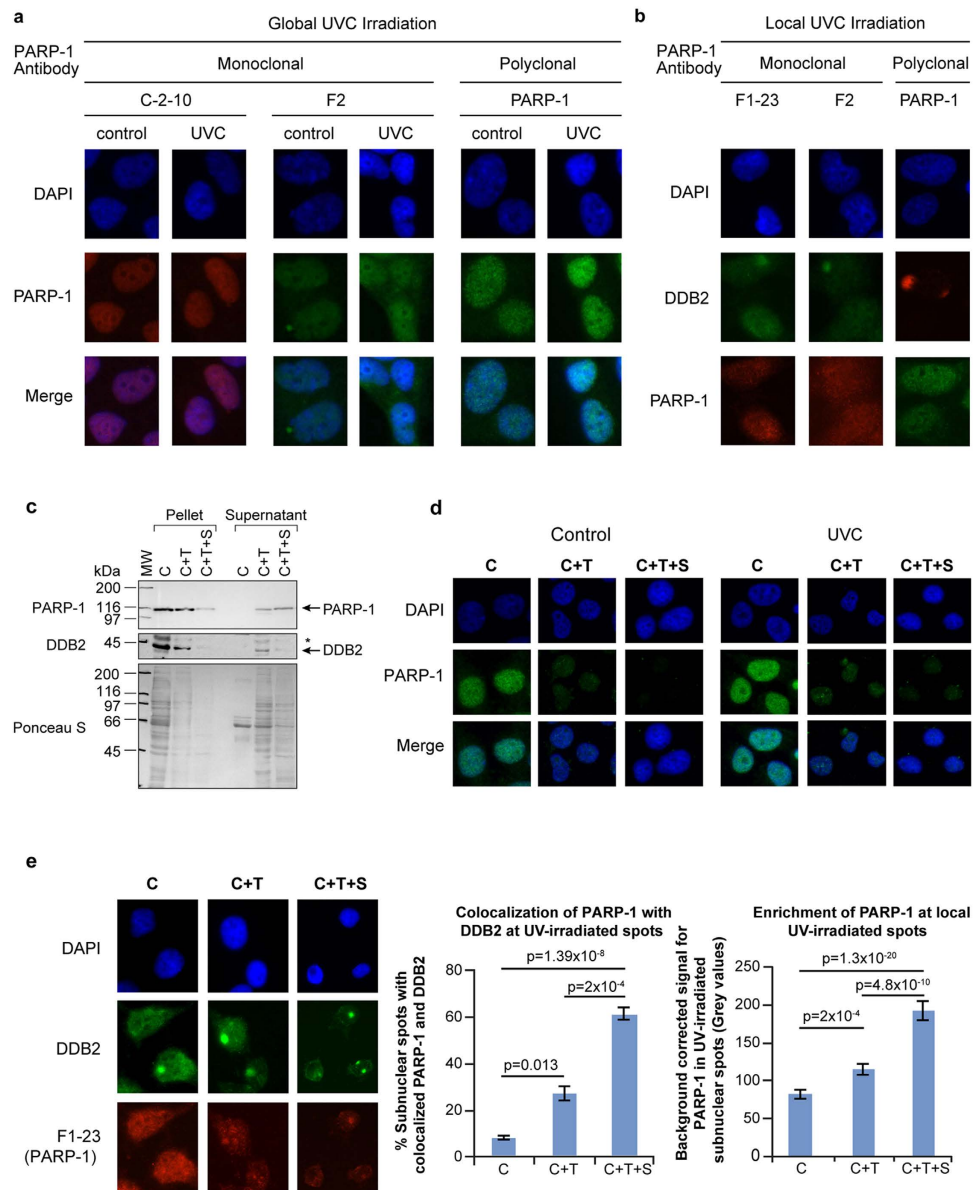 a
Global UVC Irradiation
PARP-1
Antibody
Monoclonal
Polyclonal
C-2-10
F2
PARP-1
control
UVC
control
UVC
control
UVC
DAPI
PARP-1
Merge
b
Local UVC Irradiation
PARP-1
Antibody
Monoclonal
Polyclonal
F1-23
F2
PARP-1
DAPI
DDB2
PARP-1
c
Pellet
Supernatant
kDa
MW
C
C+T
C+T+S
C
C+T
C+T+S
PARP-1
200
116
97
PARP-1
DDB2
45
*
DDB2
Ponceau S
200
116
97
66
45
d
Control
UVC
C
C+T
C+T+S
C
C+T
C+T+S
DAPI
PARP-1
Merge
e
C
C+T
C+T+S
DAPI
DDB2
F1-23
(PARP-1)
Colocalization of PARP-1 with
DDB2 at UV-irradiated spots
% Subnuclear spots with
colocalized PARP-1 and DDB2
80
60
40
20
0
p=1.39x10⁻⁸
p=2x10⁻⁴
p=0.013
C
C+T
C+T+S
Enrichment of PARP-1 at local
UV-irradiated spots
Background corrected signal for
PARP-1 in UV-irradiated
subnuclear spots (Grey values)
250
200
150
100
50
0
p=1.3x10⁻²⁰
p=4.8x10⁻¹⁰
p=2x10⁻⁴
C
C+T
C+T+S